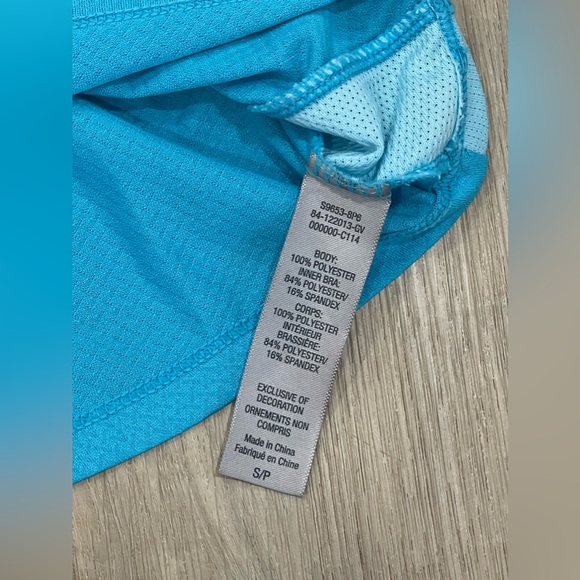 S9653-BP6
84-122013-GV
000000-C114
BODY:
100% POLYESTER
INNER BRA:
84% POLYESTER/
16% SPANDEX
CORPS:
100% POLYESTER
INTÉRIEUR
BRASSIÈRE:
84% POLYESTER/
16% SPANDEX
EXCLUSIVE OF
DECORATION
ORNEMENTS NON
COMPRIS
Made in China
Fabriqué en Chine
S/P